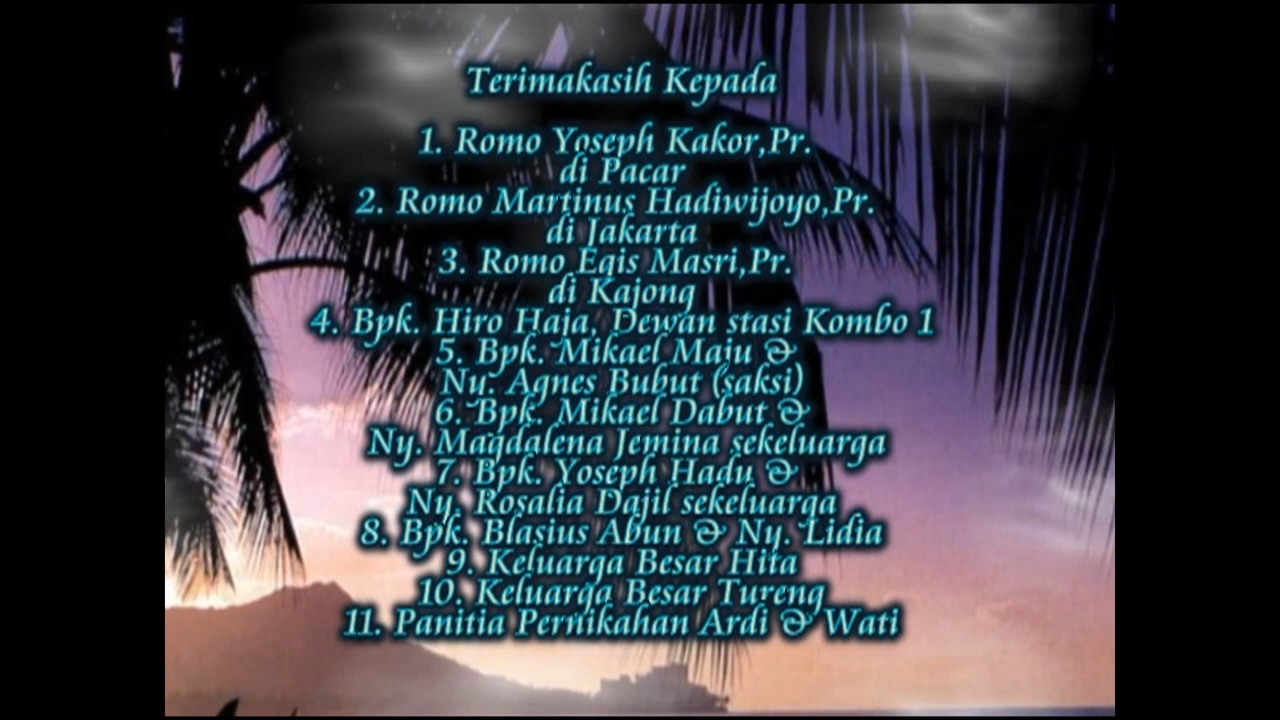 Terimakasih Kepada
1. Romo Yoseph Kakor,Pr.
di Pacar
2. Romo Martinus Hadiwijoyo,Pr.
di Jakarta
3. Romo Egis Masri,Pr.
di Kajong
4. Bpk. Hiro Haja, Dewan stasi Kombo 1
5. Bpk. Mikael Maju &
Ny. Agnes Bubut (saksi)
6. Bpk. Mikael Dabut &
Ny. Magdalena Jemina sekeluarga
7. Bpk. Yoseph Hadu &
Ny. Rosalia Dajil sekeluarga
8. Bpk. Blasius Abun & Ny. Lidia
9. Keluarga Besar Hita
10. Keluarga Besar Tureng
11. Panitia Pernikahan Ardi & Wati